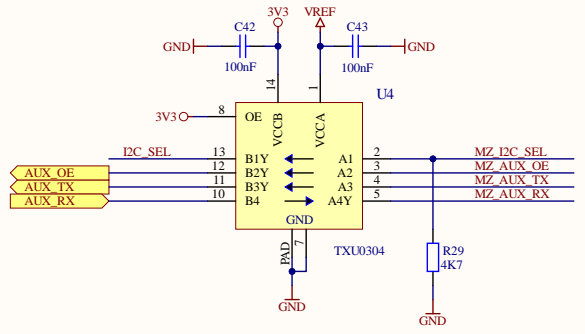 3V3 VREF
C42 C43
GND GND
100nF 100nF
14 1
U4
3V3 8 OE VCCB VCCA
I2C_SEL 13 B1Y A1 2 MZ_I2C_SEL
AUX_OE 12 B2Y A2 3 MZ_AUX_OE
AUX_TX 11 B3Y A3 4 MZ_AUX_TX
AUX_RX 10 B4 A4Y 5 MZ_AUX_RX
GND
PAD 7 TXU0304 R29
4K7
GND GND